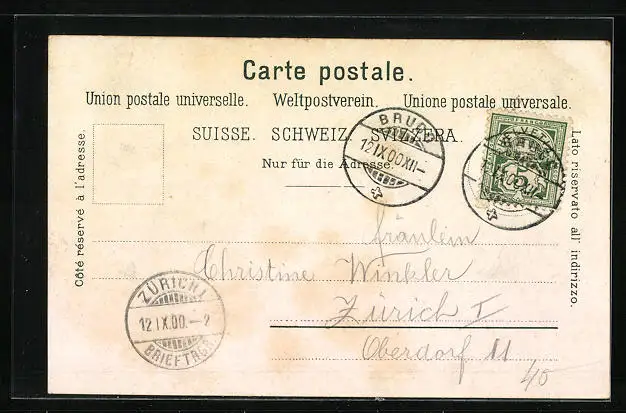 Carte postale.
Union postale universelle. Weltpostverein. Unione postale universale.
SUISSE. SCHWEIZ. SVIZZERA.
Nur für die Adresse.
Côté réservé à l'adresse.
Lato riservato all' indirizzo.
BRUGG
12 IX 00 XII-
HELVETIA
BRUGG
Fräulein
Christine Winkler
Zürich I
Oberdorf 11
40
ZÜRICH
12 IX.00.-2
BRIEFTRGR.